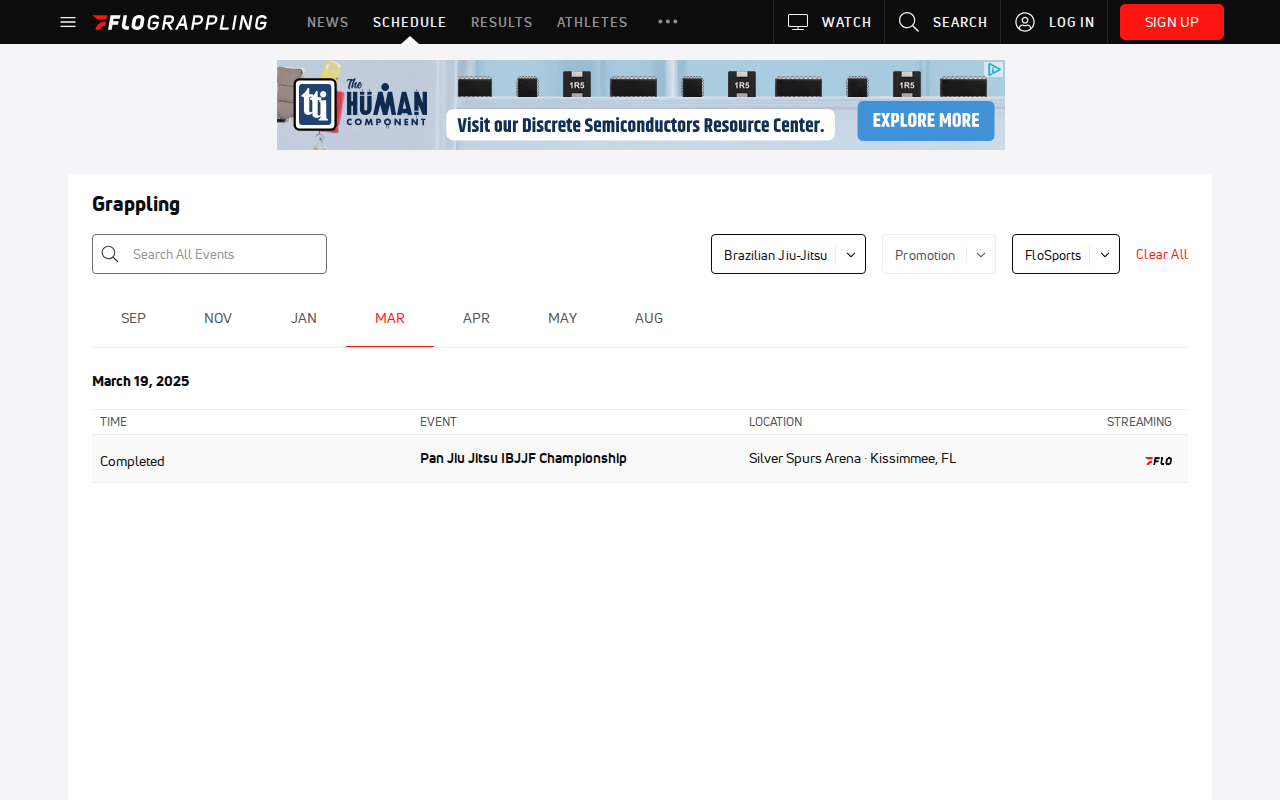 FLOGRAPPLING NEWS SCHEDULE RESULTS ATHLETES WATCH SEARCH LOG IN SIGN UP
tti The HUMAN COMPONENT 1R5 1R5 1R5
Visit our Discrete Semiconductors Resource Center. EXPLORE MORE
Grappling
Search All Events Brazilian Jiu-Jitsu Promotion FloSports Clear All
SEP NOV JAN MAR APR MAY AUG
March 19, 2025
TIME EVENT LOCATION STREAMING
Completed Pan Jiu Jitsu IBJJF Championship Silver Spurs Arena · Kissimmee, FL FLO